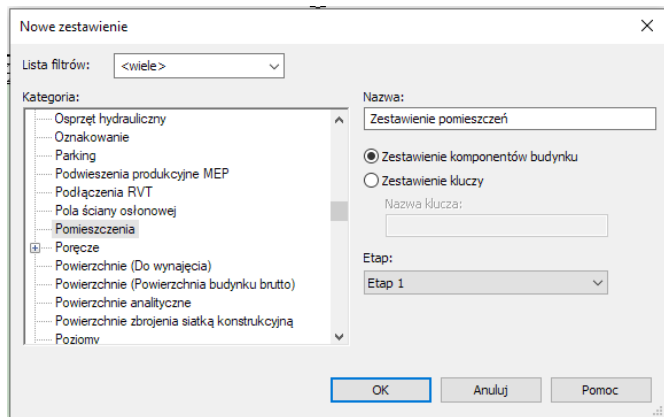 Nowe zestawienie
Lista filtrów:
<wiele>
Kategoria:
Osprzęt hydrauliczny
Oznakowanie
Parking
Podwieszenia produkcyjne MEP
Podłączenia RVT
Pola ściany osłonowej
Pomieszczenia
Poręcze
Powierzchnie (Do wynajęcia)
Powierzchnie (Powierzchnia budynku brutto)
Powierzchnie analityczne
Powierzchnie zbrojenia siatką konstrukcyjną
Poziomy
Nazwa:
Zestawienie pomieszczeń
Zestawienie komponentów budynku
Zestawienie kluczy
Nazwa klucza:
Etap:
Etap 1
OK Anuluj Pomoc